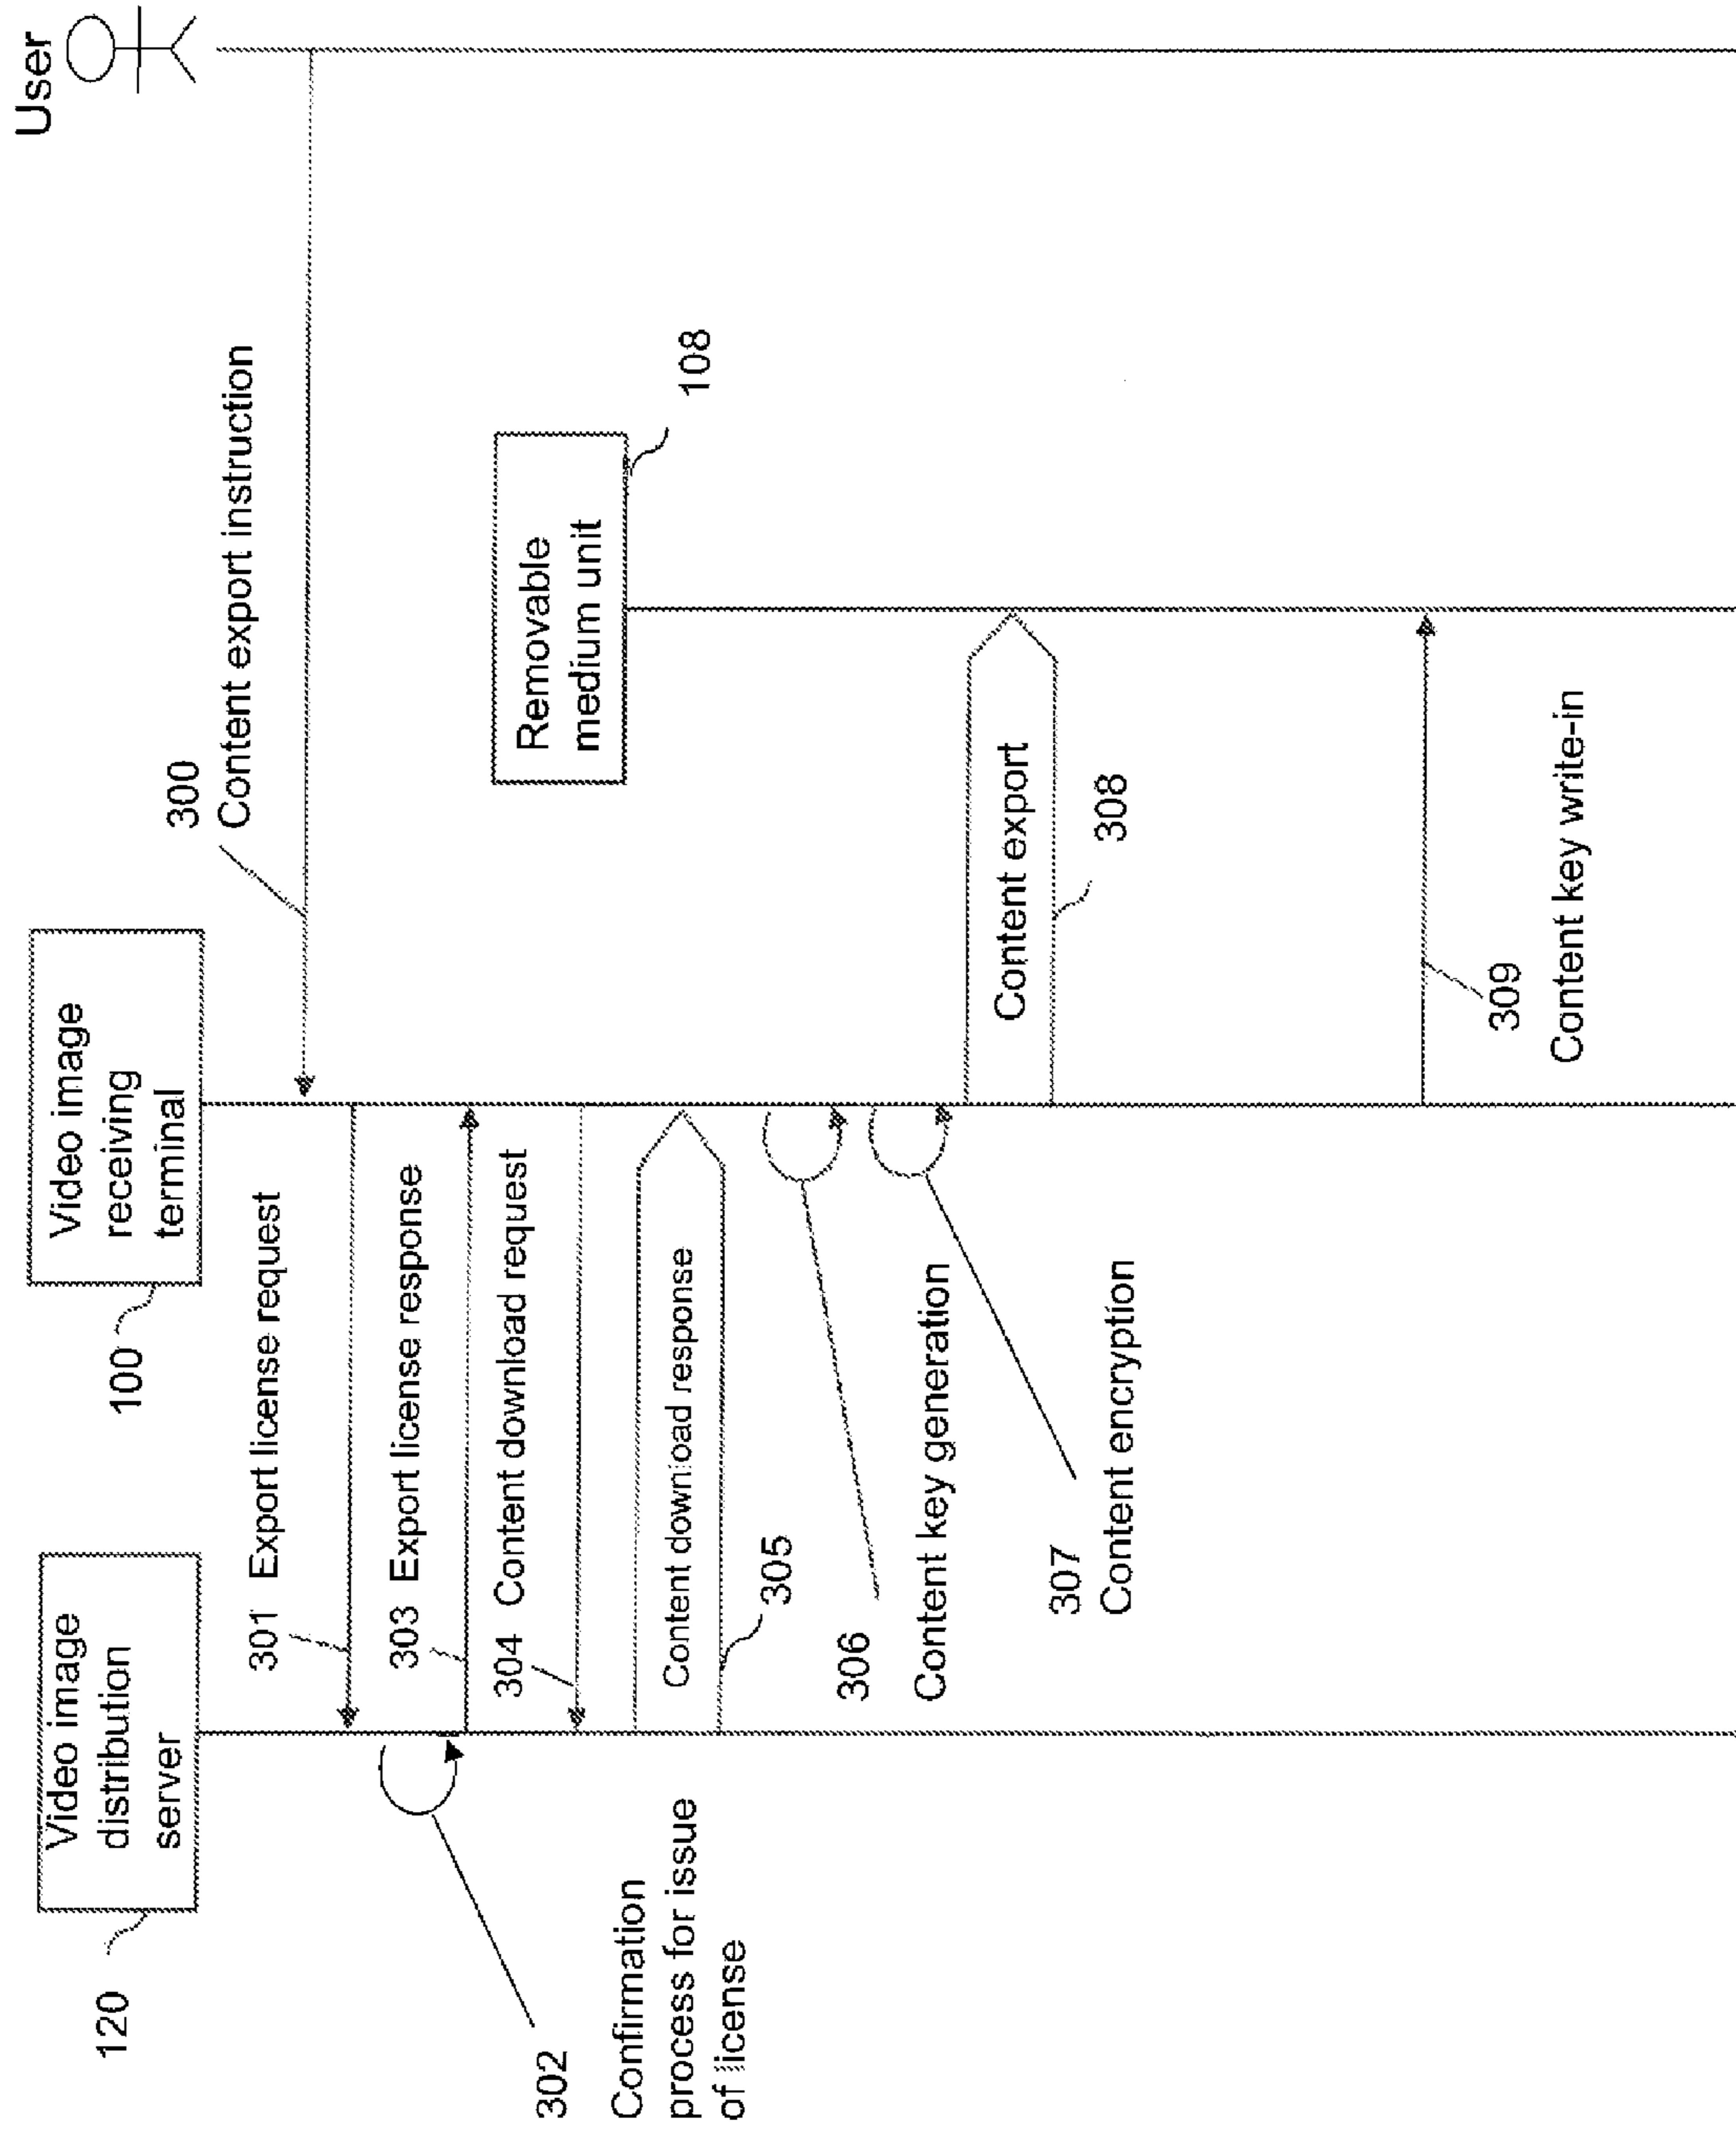 120
Video image
distribution
server
100
Video image
receiving
terminal
User
300
Content export instruction
301 Export license request
302
Confirmation
process for issue
of license
303 Export license response
304 Content download request
Content download response
305
Removable
medium unit
108
306
Content key generation
307
Content encryption
Content export
308
309
Content key write-in